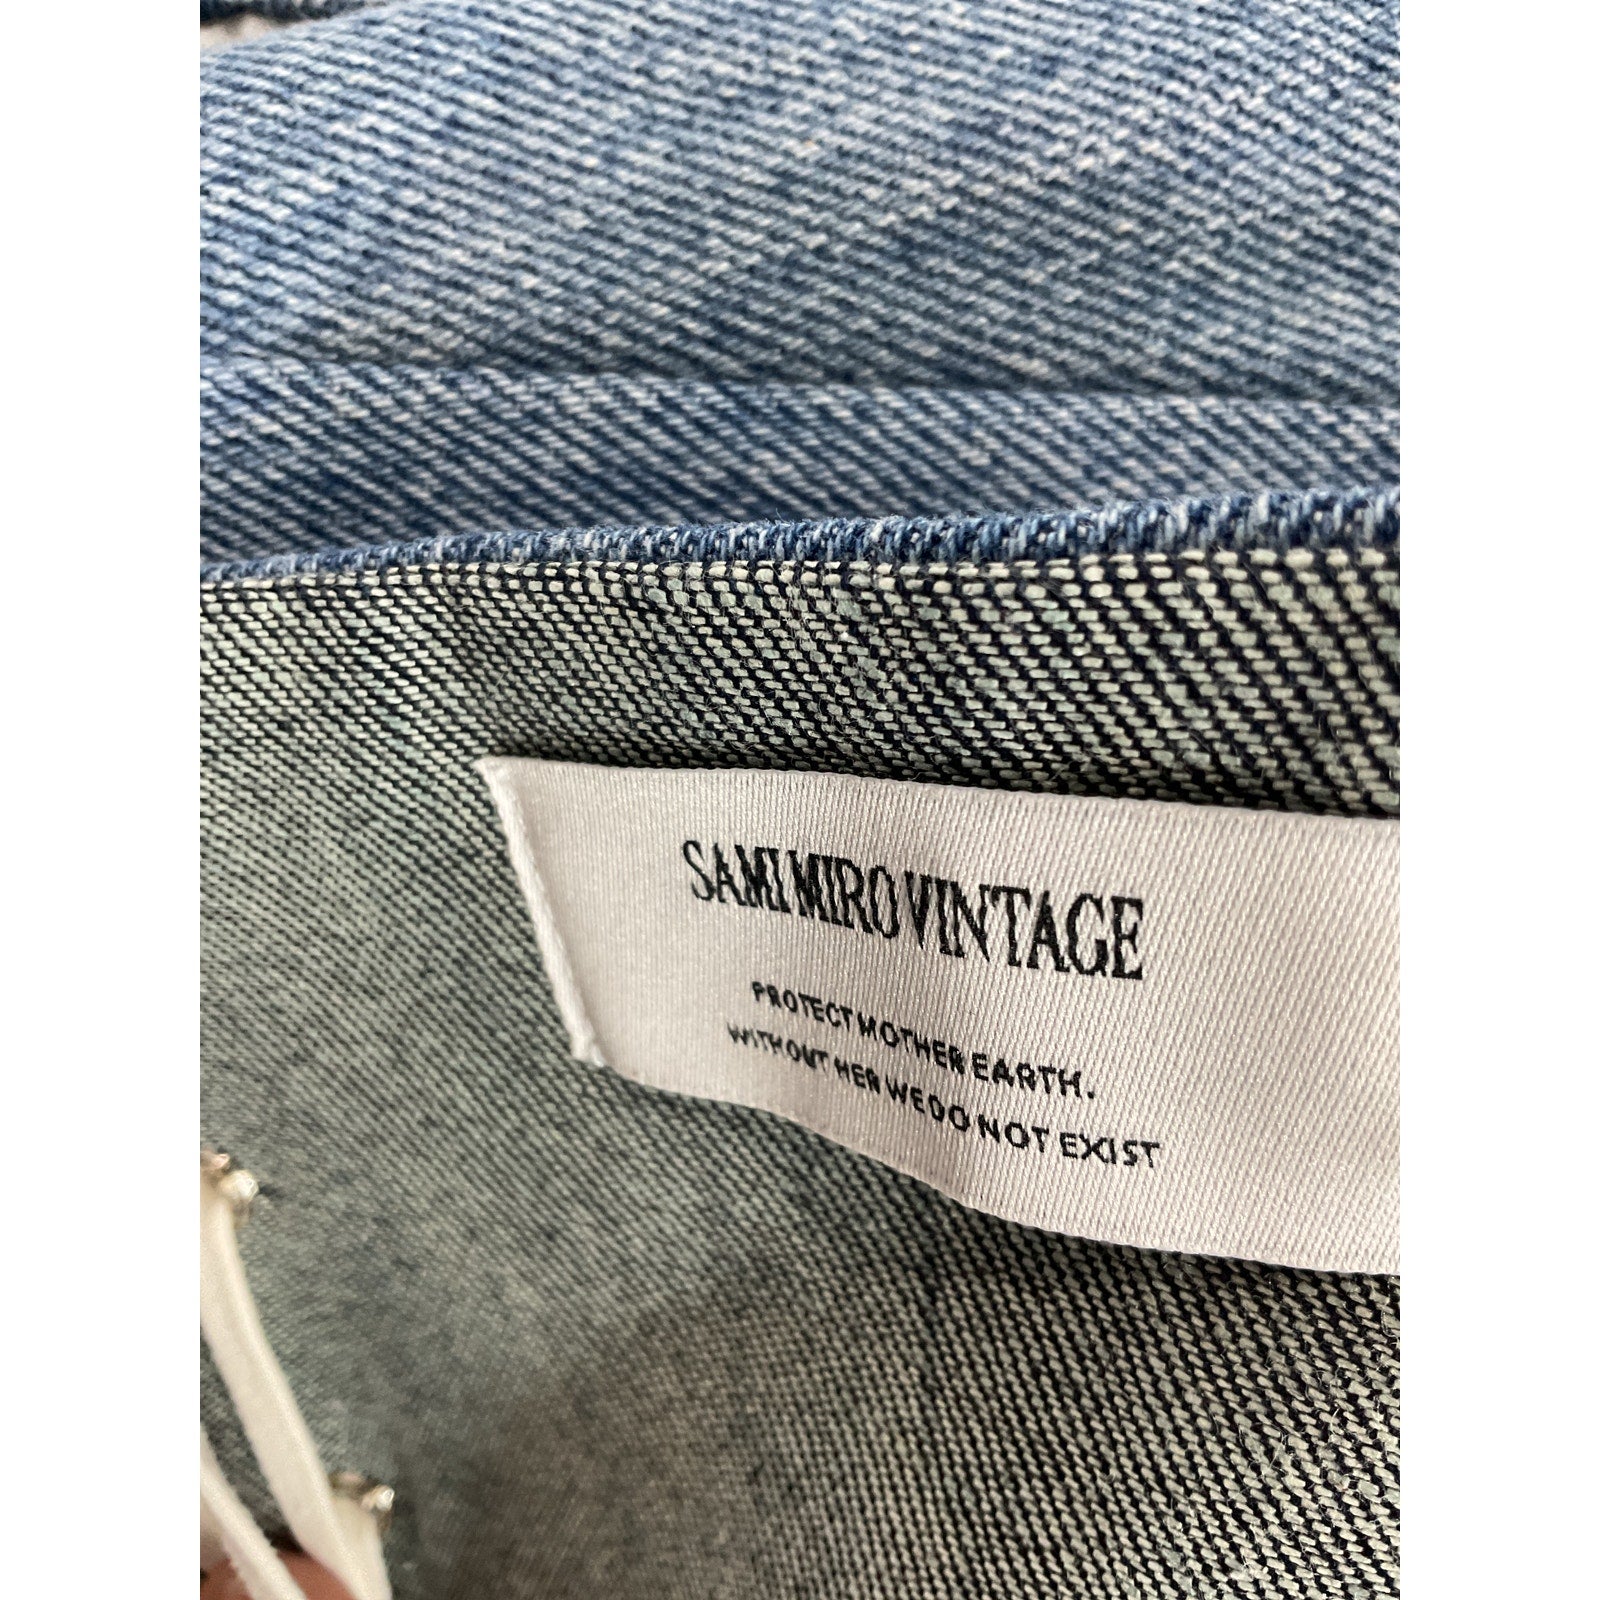 SAMI MIRO VINTAGE
PROTECT MOTHER EARTH.
WITHOUT HER WE DO NOT EXIST